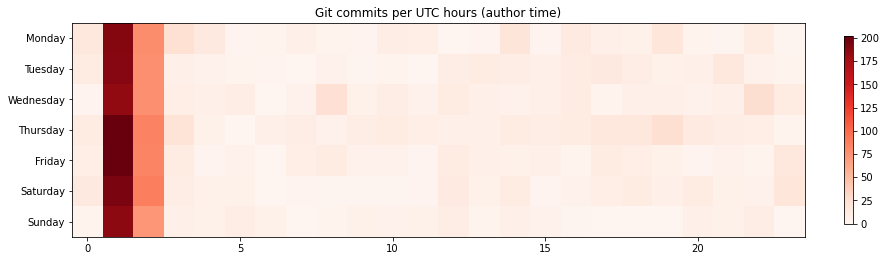 Git commits per UTC hours (author time)
Monday
Tuesday
Wednesday
Thursday
Friday
Saturday
Sunday
0 5 10 15 20
200
175
150
125
100
75
50
25
0